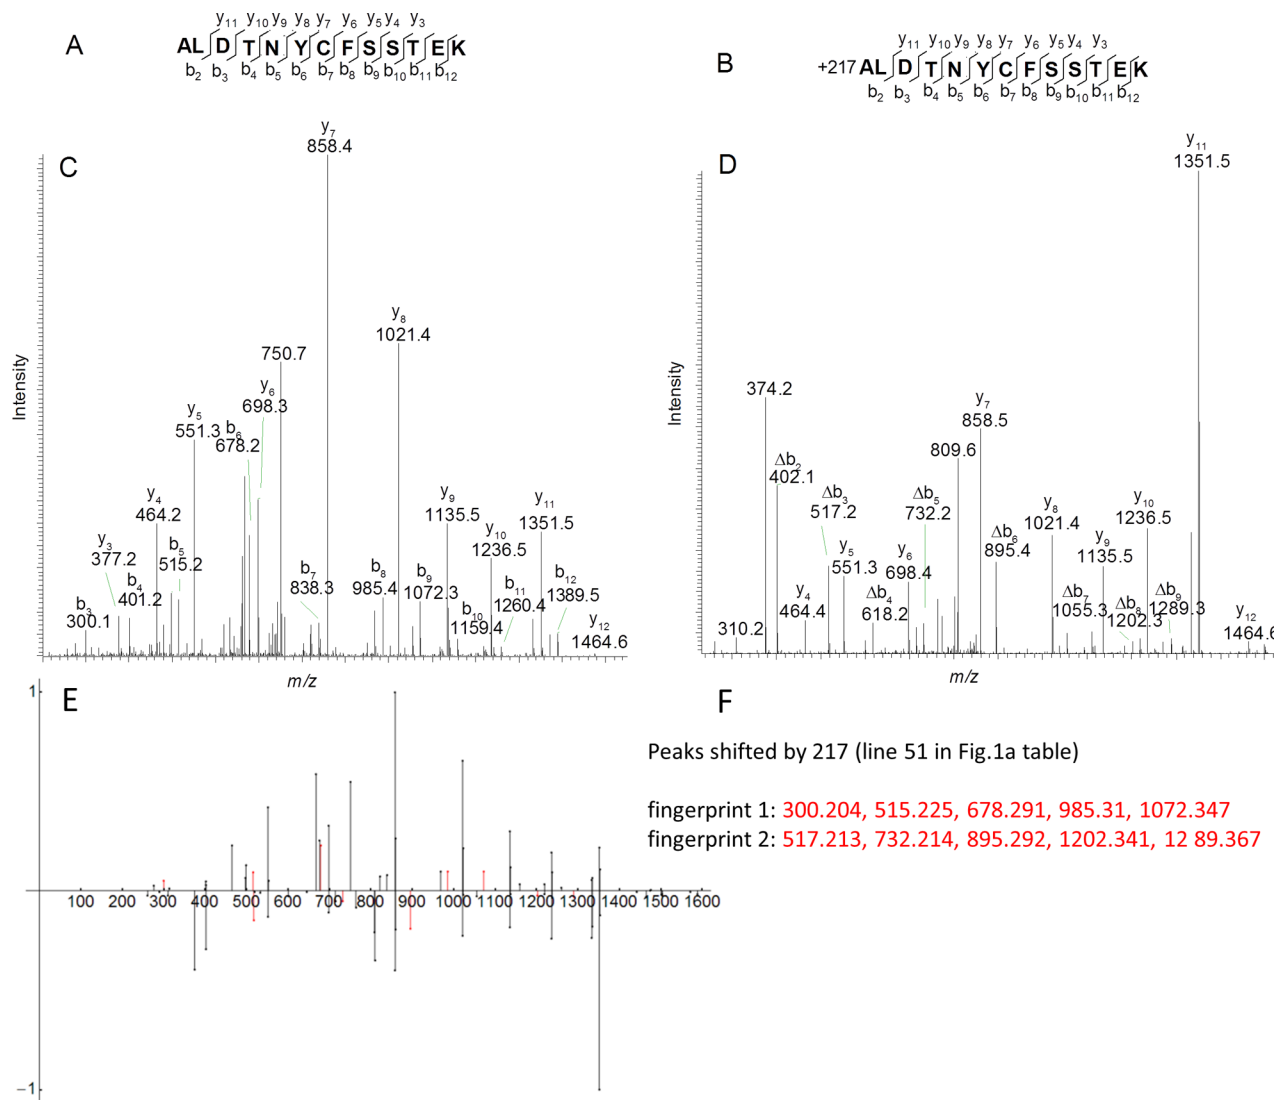 A
y11 y10 y9 y8 y7 y6 y5 y4 y3
ALDTNYCFSSTEK
b2 b3 b4 b5 b6 b7 b8 b9 b10 b11 b12
B
y11 y10 y9 y8 y7 y6 y5 y4 y3
+217ALDTNYCFSSTEK
b2 b3 b4 b5 b6 b7 b8 b9 b10 b11 b12
C
Intensity
b3
300.1
y3
377.2
b4
401.2
y4
464.2
b5
515.2
y5
551.3
b6
678.2
y6
698.3
750.7
b7
838.3
y7
858.4
b8
985.4
y8
1021.4
b9
1072.3
y9
1135.5
b10
1159.4
y10
1236.5
b11
1260.4
y11
1351.5
b12
1389.5
y12
1464.6
m/z
D
Intensity
310.2
374.2
Δb2
402.1
y4
464.4
Δb3
517.2
y5
551.3
Δb4
618.2
y6
698.4
Δb5
732.2
809.6
y7
858.5
Δb6
895.4
y8
1021.4
Δb7
1055.3
y9
1135.5
Δb8
1202.3
y10
1236.5
Δb9
1289.3
y11
1351.5
y12
1464.6
m/z
E
1
100 200 300 400 500 600 700 800 900 1000 1100 1200 1300 1400 1500 1600
−1
F
Peaks shifted by 217 (line 51 in Fig.1a table)
fingerprint 1: 300.204, 515.225, 678.291, 985.31, 1072.347
fingerprint 2: 517.213, 732.214, 895.292, 1202.341, 12 89.367